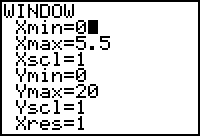 WINDOW
Xmin=0
Xmax=5.5
Xscl=1
Ymin=0
Ymax=20
Yscl=1
Xres=1